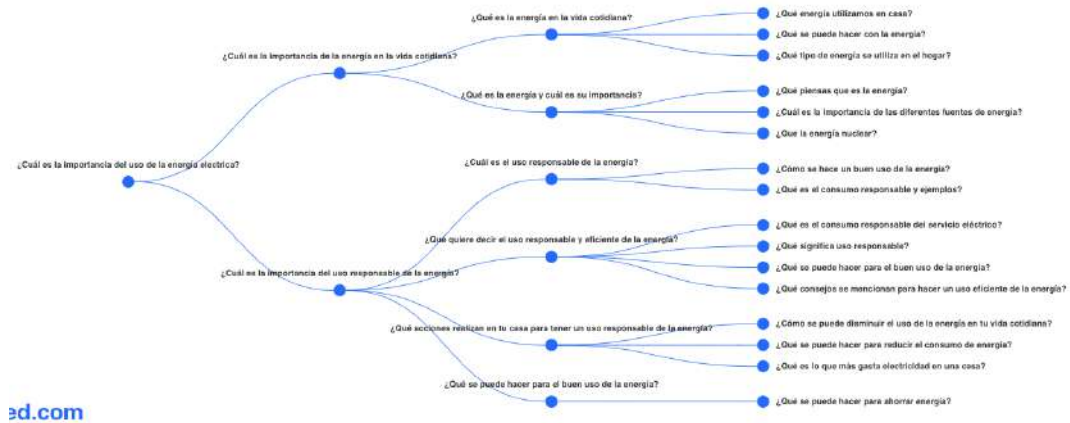 ¿Qué es la energía en la vida cotidiana?
¿Qué energía utilizamos en casa?
¿Qué se puede hacer con la energía?
¿Qué tipo de energía se utiliza en el hogar?
¿Cuál es la importancia de la energía en la vida cotidiana?
¿Qué es la energía y cuál es su importancia?
¿Qué piensas que es la energía?
¿Cuál es la importancia de las diferentes fuentes de energía?
¿Que la energía nuclear?
¿Cuál es la importancia del uso de la energía electrica?
¿Cuál es el uso responsable de la energía?
¿Cómo se hace un buen uso de la energía?
¿Qué es el consumo responsable y ejemplos?
¿Qué quiere decir el uso responsable y eficiente de la energía?
¿Qué es el consumo responsable del servicio eléctrico?
¿Qué significa uso responsable?
¿Qué se puede hacer para el buen uso de la energía?
¿Qué consejos se mencionan para hacer un uso eficiente de la energía?
¿Cuál es la importancia del uso responsable de la energía?
¿Qué acciones realizan en tu casa para tener un uso responsable de la energía?
¿Cómo se puede disminuir el uso de la energía en tu vida cotidiana?
¿Qué se puede hacer para reducir el consumo de energía?
¿Qué es lo que más gasta electricidad en una casa?
¿Qué se puede hacer para el buen uso de la energía?
¿Qué se puede hacer para ahorrar energía?
ed.com